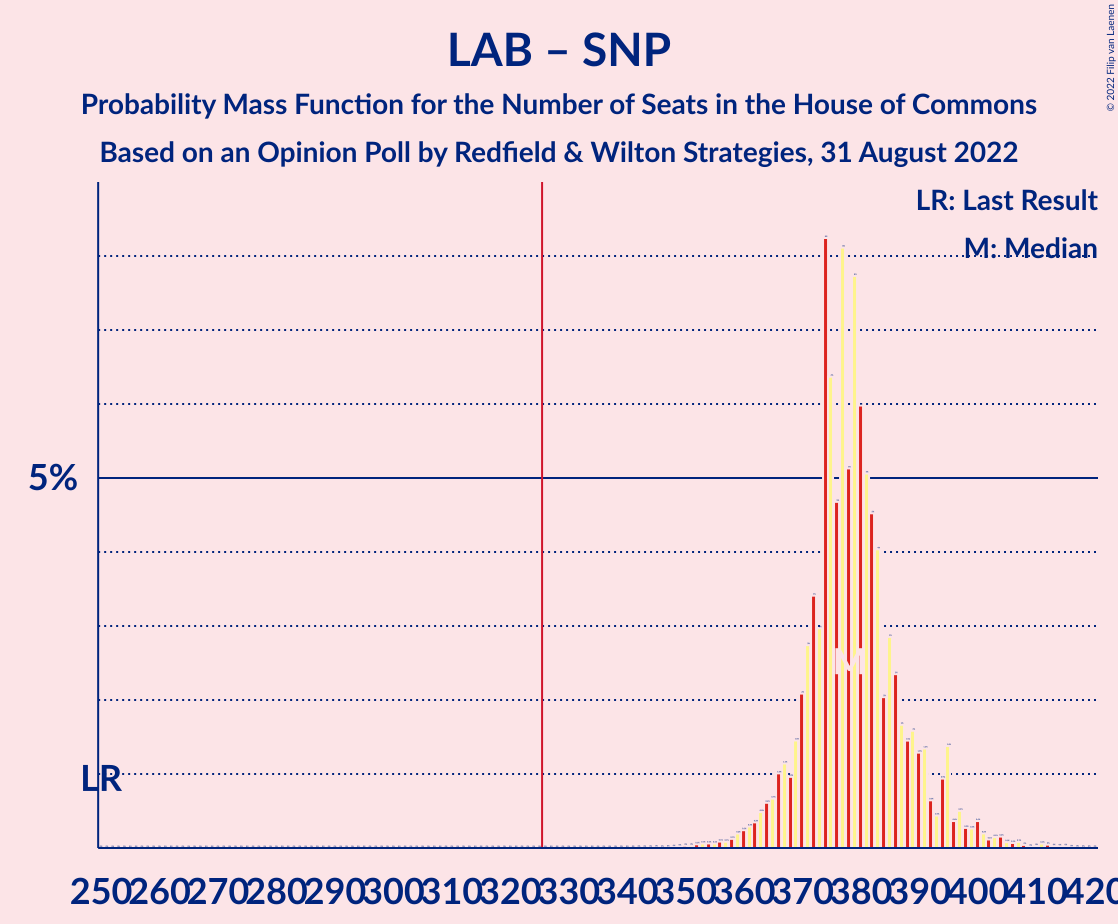 LAB – SNP
Probability Mass Function for the Number of Seats in the House of Commons
Based on an Opinion Poll by Redfield & Wilton Strategies, 31 August 2022
© 2022 Filip van Laenen
LR: Last Result
M: Median
5%
M
LR
250 260 270 280 290 300 310 320 330 340 350 360 370 380 390 400 410 420